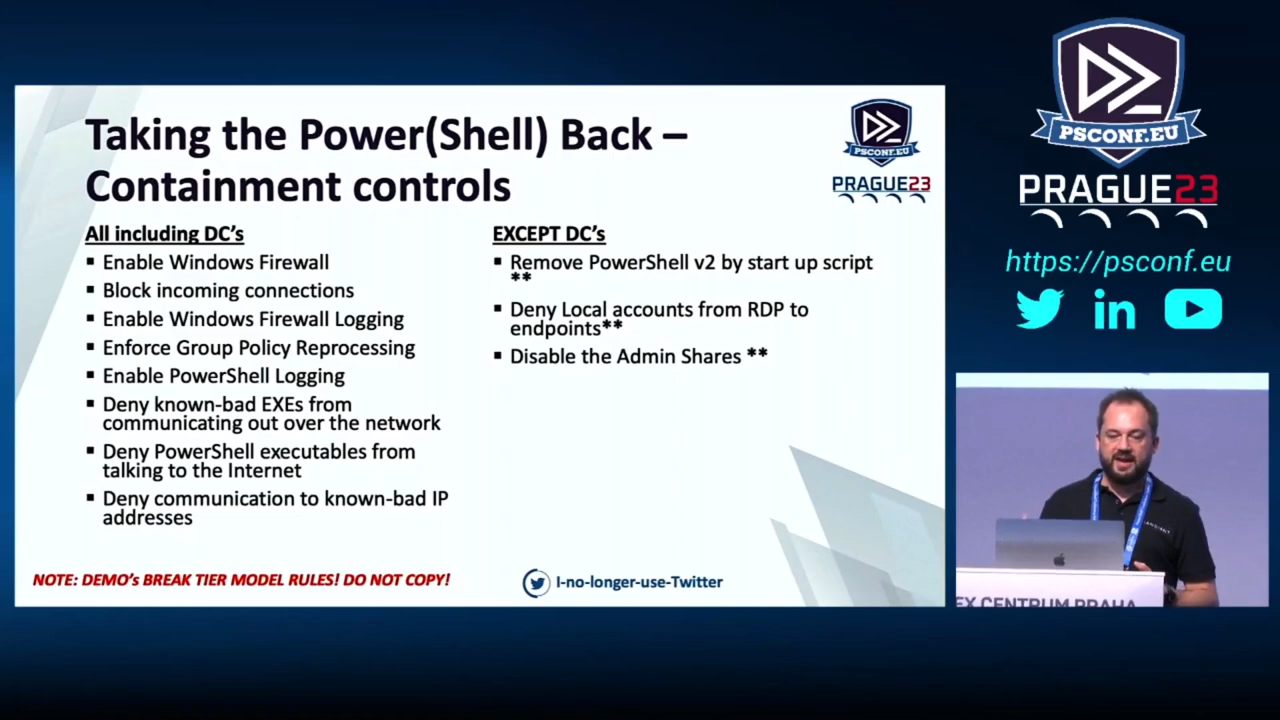 Taking the Power(Shell) Back –
Containment controls
PSCONF.EU
PRAGUE23
All including DC's
▪ Enable Windows Firewall
▪ Block incoming connections
▪ Enable Windows Firewall Logging
▪ Enforce Group Policy Reprocessing
▪ Enable PowerShell Logging
▪ Deny known-bad EXEs from
communicating out over the network
▪ Deny PowerShell executables from
talking to the Internet
▪ Deny communication to known-bad IP
addresses
EXCEPT DC's
▪ Remove PowerShell v2 by start up script
**
▪ Deny Local accounts from RDP to
endpoints**
▪ Disable the Admin Shares **
NOTE: DEMO's BREAK TIER MODEL RULES! DO NOT COPY!
I-no-longer-use-Twitter
PSCONF.EU
PRAGUE23
https://psconf.eu
in
EX CENTRUM PRAHA